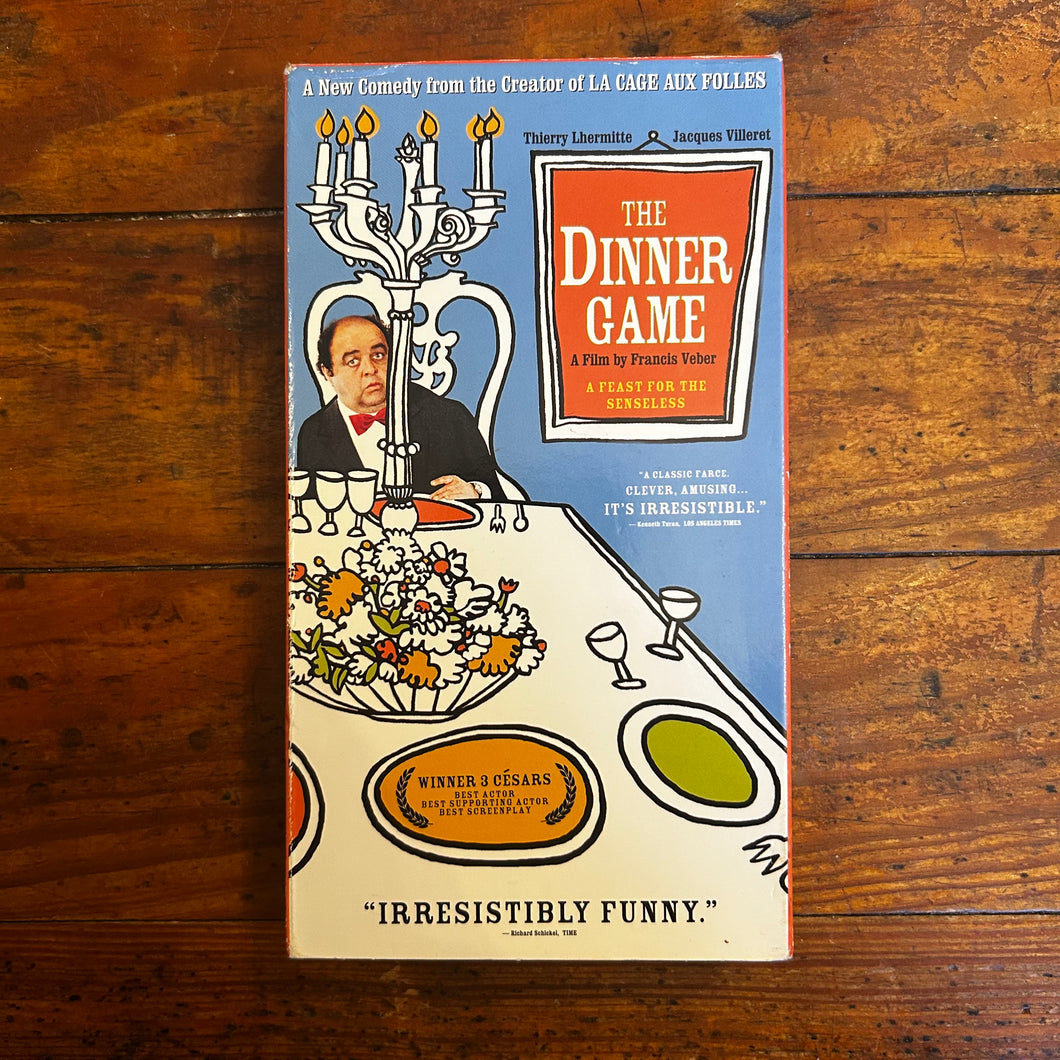 A New Comedy from the Creator of LA CAGE AUX FOLLES
Thierry Lhermitte Jacques Villeret
THE
DINNER
GAME
A Film by Francis Veber
A FEAST FOR THE
SENSELESS
"A CLASSIC FARCE.
CLEVER, AMUSING...
IT'S IRRESISTIBLE."
— Kenneth Turan, LOS ANGELES TIMES
WINNER 3 CÉSARS
BEST ACTOR
BEST SUPPORTING ACTOR
BEST SCREENPLAY
"IRRESISTIBLY FUNNY."
— Richard Schickel, TIME